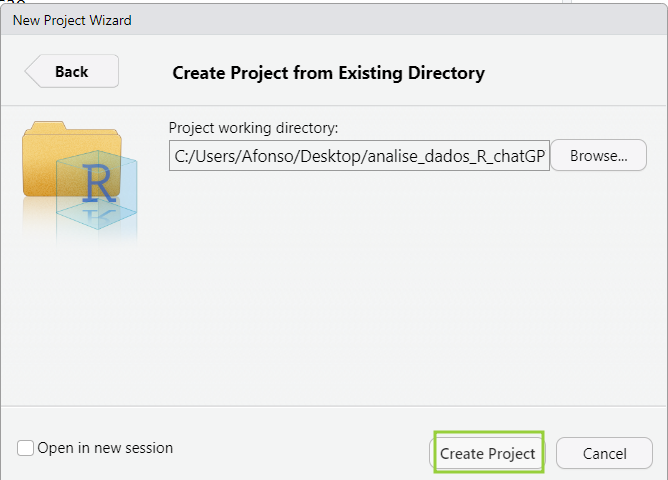 New Project Wizard
Back
Create Project from Existing Directory
R
Project working directory:
C:/Users/Afonso/Desktop/analise_dados_R_chatGP
Browse...
Open in new session
Create Project
Cancel